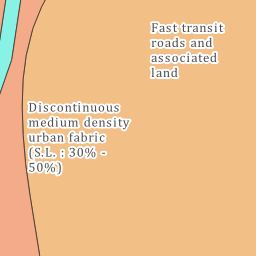 Fast transit
roads and
associated
land
Discontinuous
medium density
urban fabric
(S.L. : 30% -
50%)